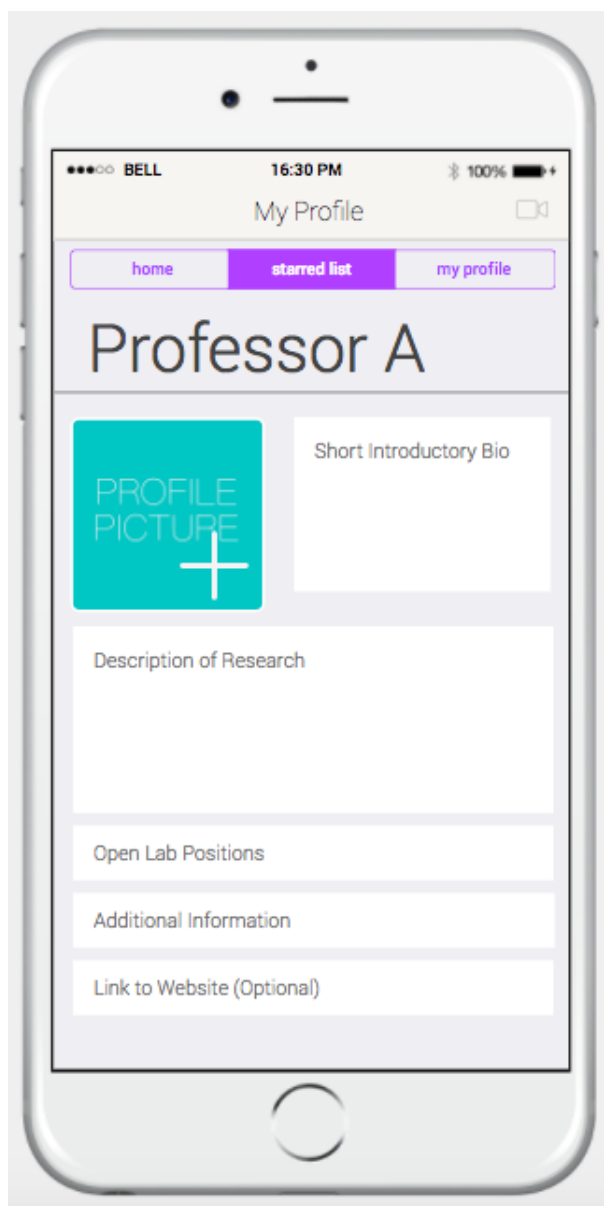 BELL 16:30 PM 100%
My Profile
home starred list my profile
Professor A
PROFILE
PICTURE
Short Introductory Bio
Description of Research
Open Lab Positions
Additional Information
Link to Website (Optional)